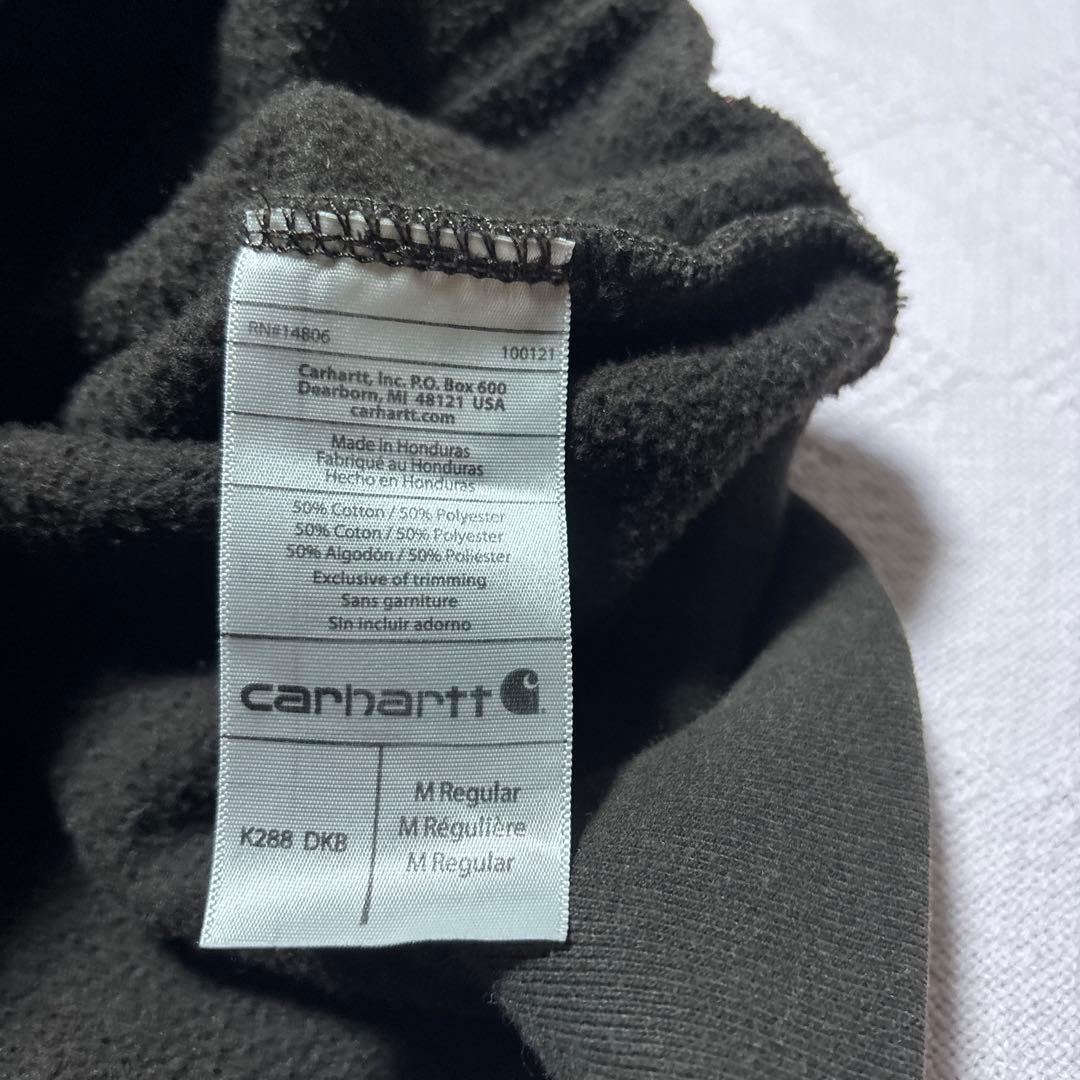 RN#14806
100121
Carhartt, Inc. P.O. Box 600
Dearborn, MI 48121 USA
carhartt.com
Made in Honduras
Fabriqué au Honduras
Hecho en Honduras
50% Cotton / 50% Polyester
50% Coton / 50% Polyester
50% Algodón / 50% Poliéster
Exclusive of trimming
Sans garniture
Sin incluir adorno
carhartt
K288 DKB
M Regular
M Régulière
M Regular